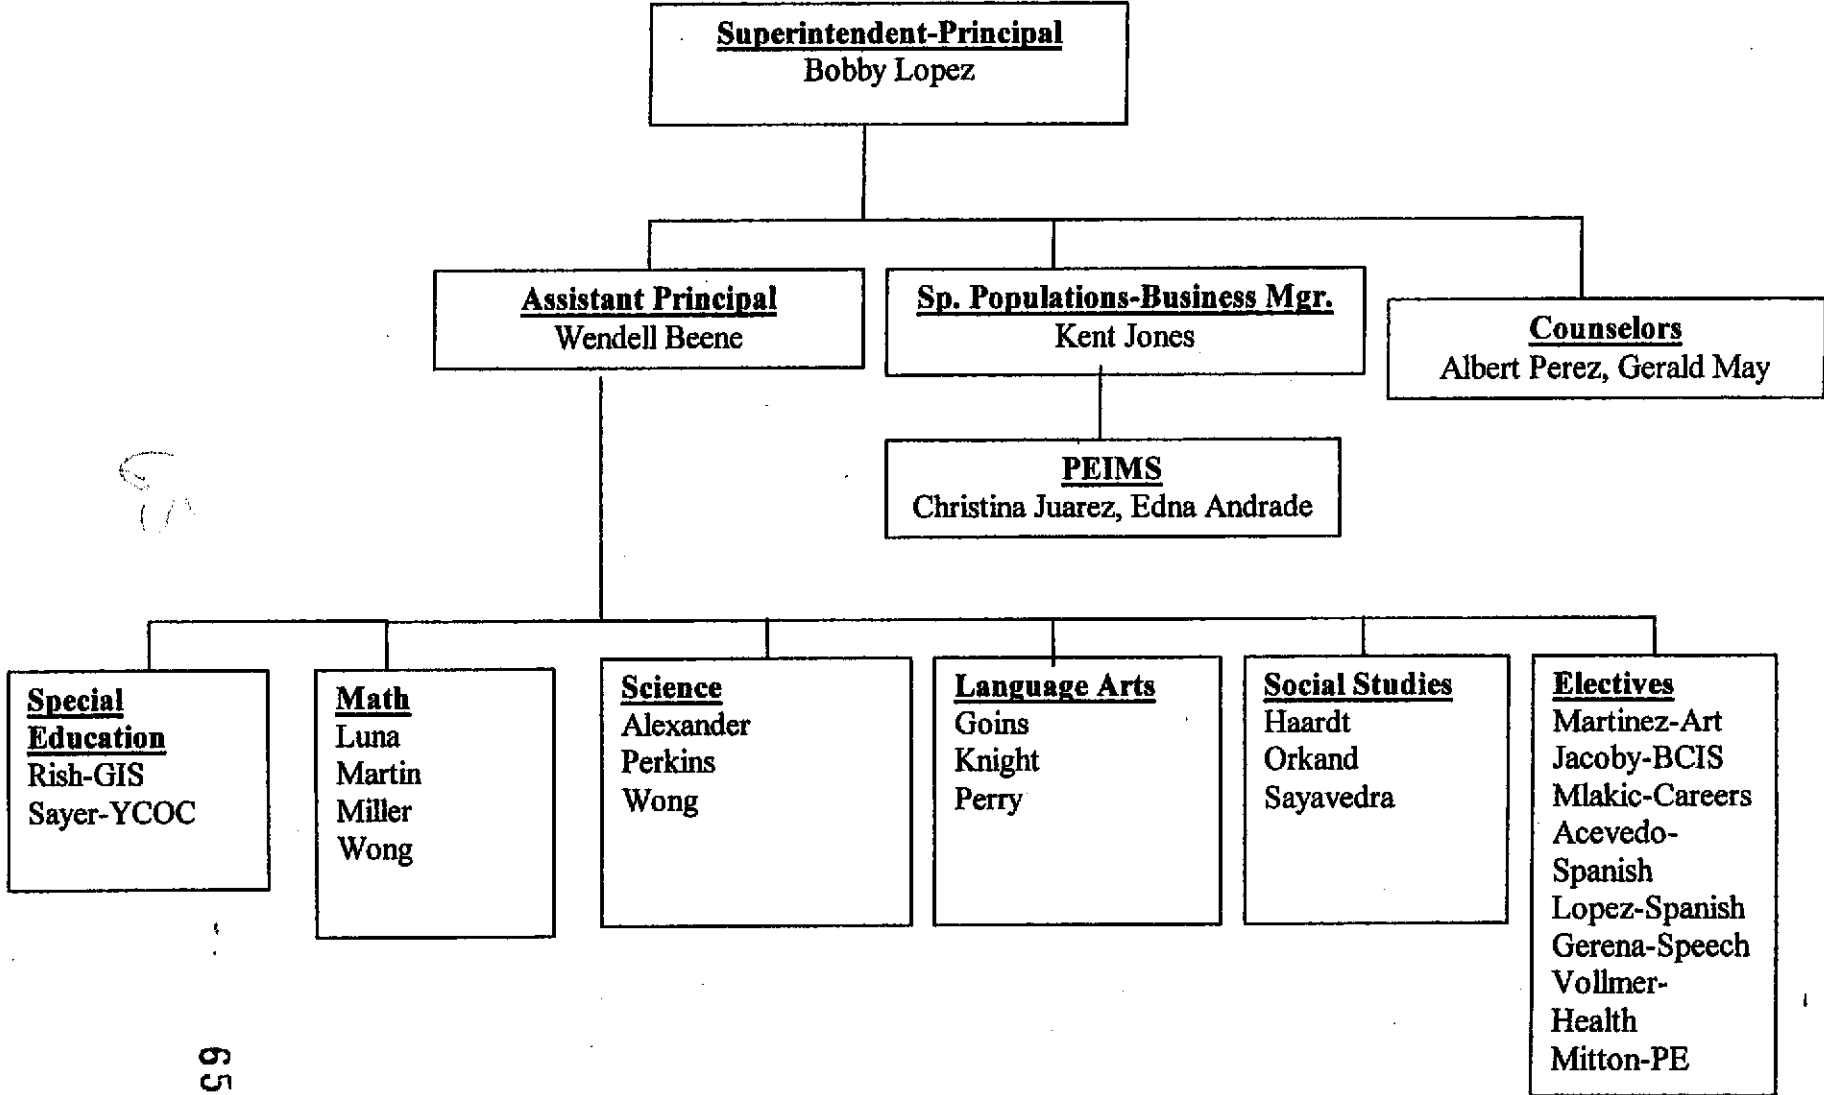 Superintendent-Principal
Bobby Lopez
Assistant Principal
Wendell Beene
Sp. Populations-Business Mgr.
Kent Jones
Counselors
Albert Perez, Gerald May
PEIMS
Christina Juarez, Edna Andrade
Special
Education
Rish-GIS
Sayer-YCOC
Math
Luna
Martin
Miller
Wong
Science
Alexander
Perkins
Wong
Language Arts
Goins
Knight
Perry
Social Studies
Haardt
Orkand
Sayavedra
Electives
Martinez-Art
Jacoby-BCIS
Mlakic-Careers
Acevedo-
Spanish
Lopez-Spanish
Gerena-Speech
Vollmer-
Health
Mitton-PE
65